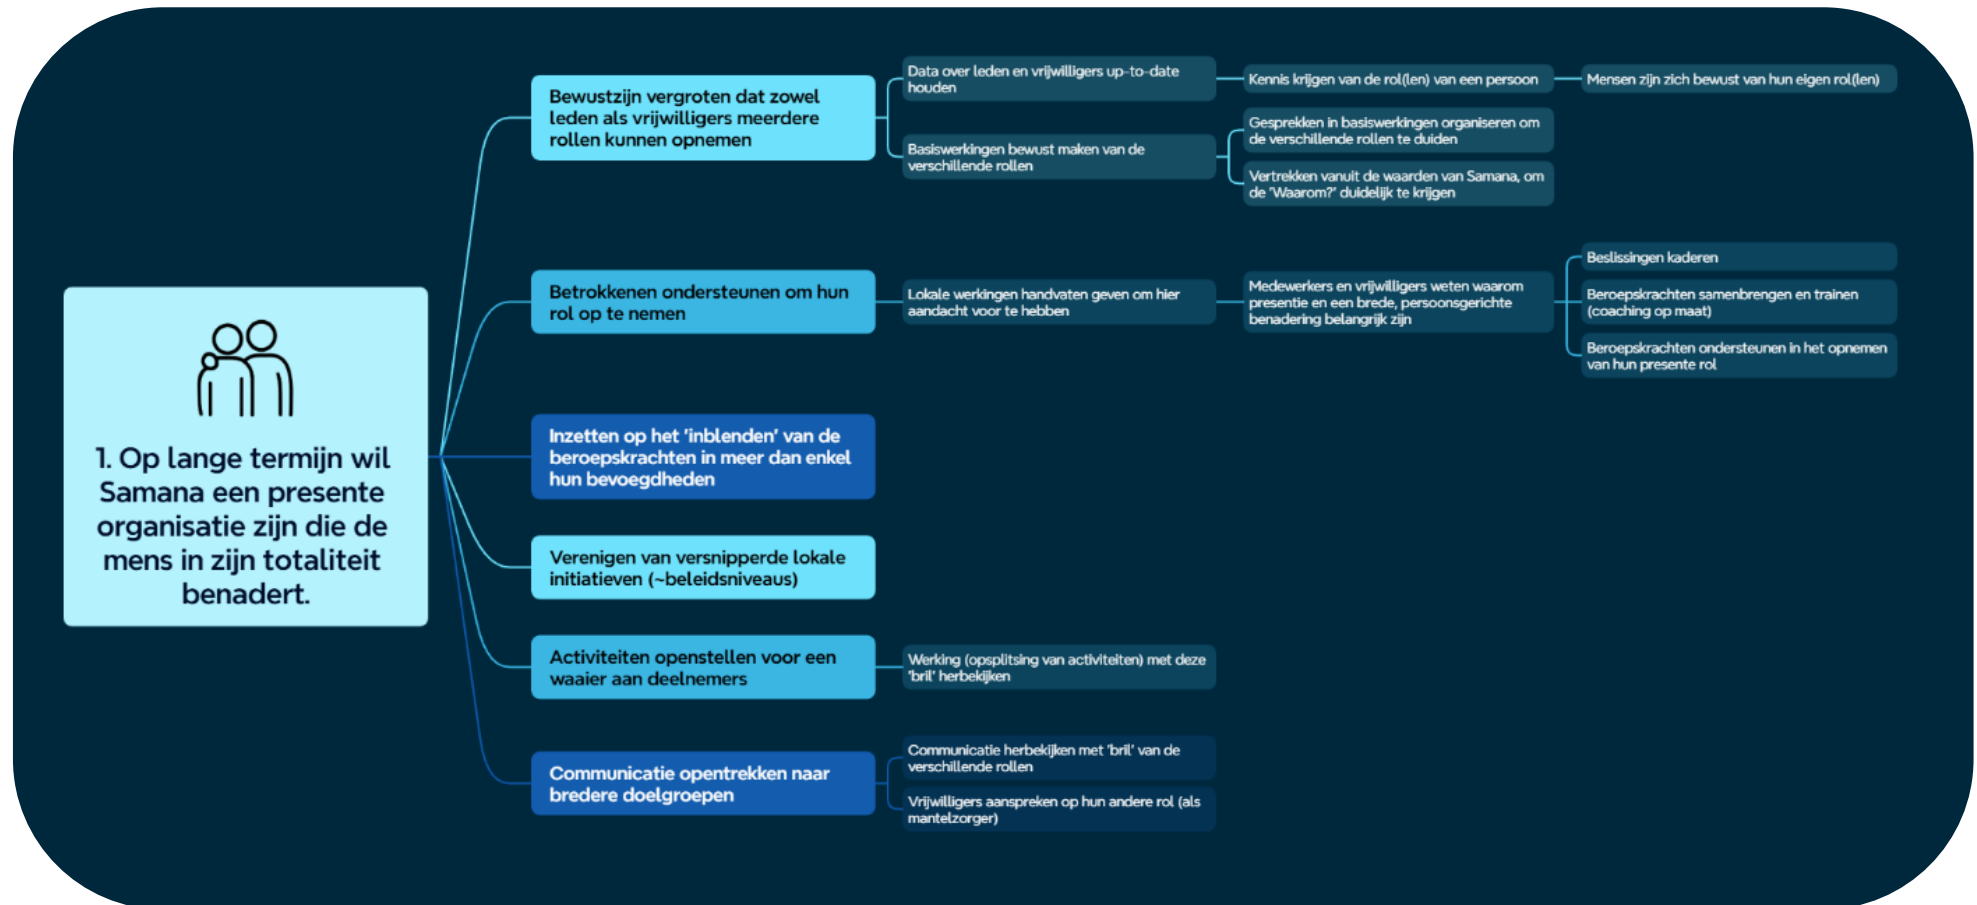 1. Op lange termijn wil
Samana een presente
organisatie zijn die de
mens in zijn totaliteit
benadert.
Bewustzijn vergroten dat zowel
leden als vrijwilligers meerdere
rollen kunnen opnemen
Data over leden en vrijwilligers up-to-date
houden
Kennis krijgen van de rol(len) van een persoon
Mensen zijn zich bewust van hun eigen rol(len)
Basiswerkingen bewust maken van de
verschillende rollen
Gesprekken in basiswerkingen organiseren om
de verschillende rollen te duiden
Vertrekken vanuit de waarden van Samana, om
de 'Waarom?' duidelijk te krijgen
Betrokkenen ondersteunen om hun
rol op te nemen
Lokale werkingen handvaten geven om hier
aandacht voor te hebben
Medewerkers en vrijwilligers weten waarom
presentie en een brede, persoonsgerichte
benadering belangrijk zijn
Beslissingen kaderen
Beroepskrachten samenbrengen en trainen
(coaching op maat)
Beroepskrachten ondersteunen in het opnemen
van hun presente rol
Inzetten op het 'inblenden' van de
beroepskrachten in meer dan enkel
hun bevoegdheden
Verenigen van versnipperde lokale
initiatieven (~beleidsniveaus)
Activiteiten openstellen voor een
waaier aan deelnemers
Werking (opsplitsing van activiteiten) met deze
'bril' herbekijken
Communicatie opentrekken naar
bredere doelgroepen
Communicatie herbekijken met 'bril' van de
verschillende rollen
Vrijwilligers aanspreken op hun andere rol (als
mantelzorger)